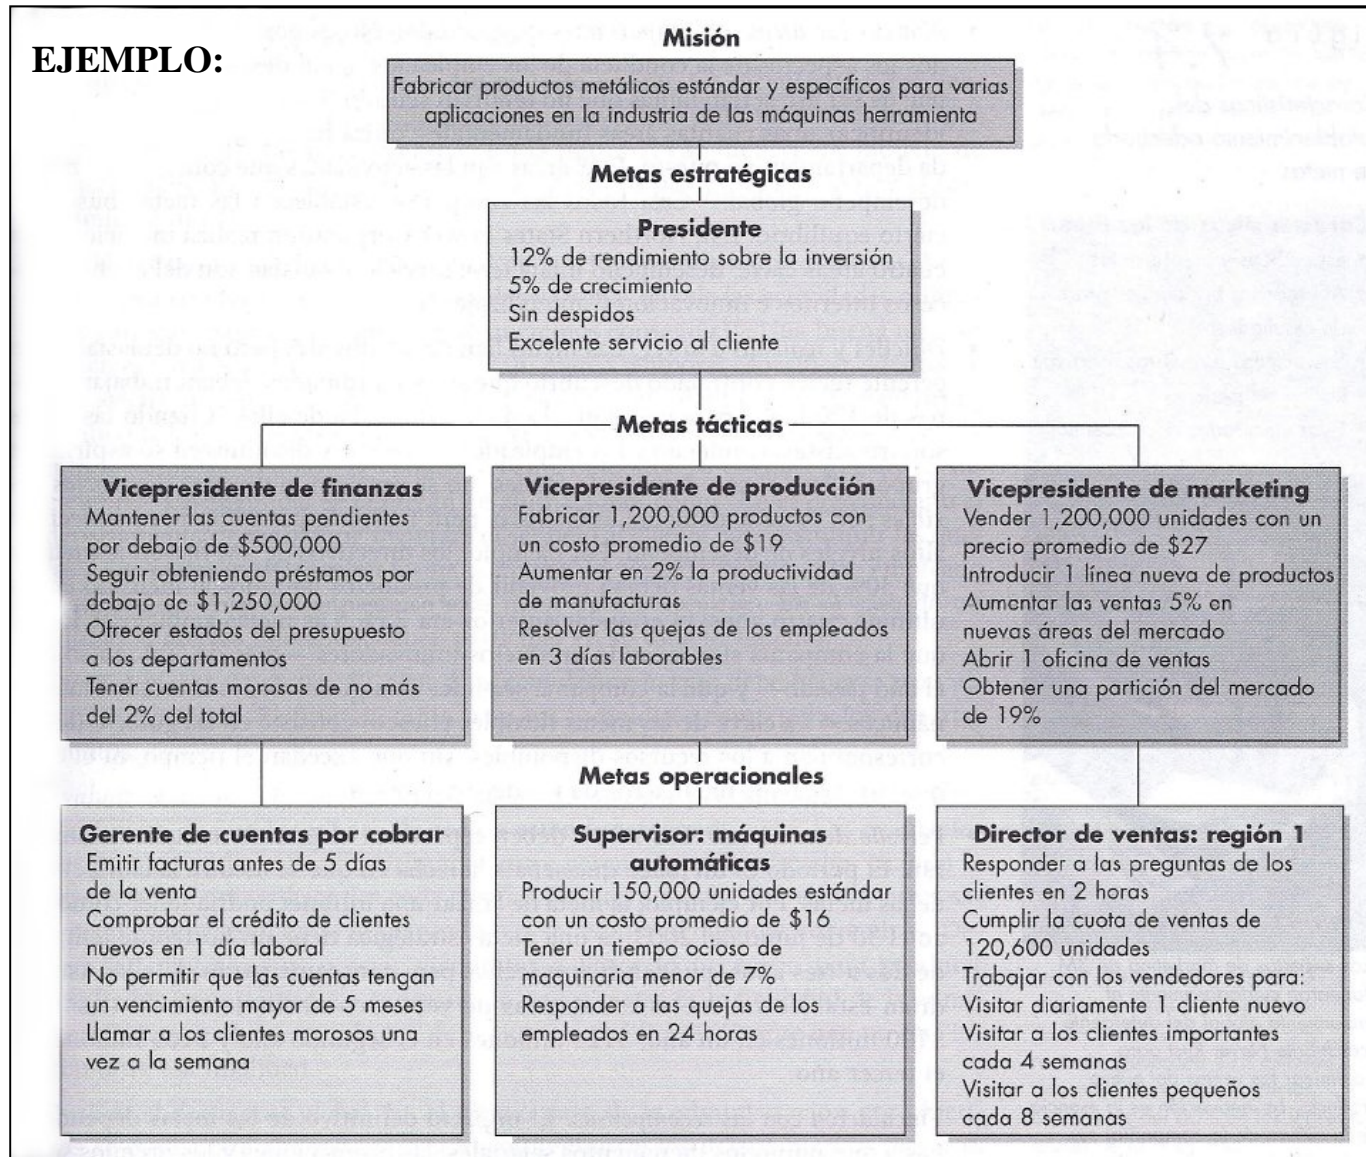 EJEMPLO:
Misión
Fabricar productos metálicos estándar y específicos para varias
aplicaciones en la industria de las máquinas herramienta
Metas estratégicas
Presidente
12% de rendimiento sobre la inversión
5% de crecimiento
Sin despidos
Excelente servicio al cliente
Metas tácticas
Vicepresidente de finanzas
Mantener las cuentas pendientes
por debajo de $500,000
Seguir obteniendo préstamos por
debajo de $1,250,000
Ofrecer estados del presupuesto
a los departamentos
Tener cuentas morosas de no más
del 2% del total
Vicepresidente de producción
Fabricar 1,200,000 productos con
un costo promedio de $19
Aumentar en 2% la productividad
de manufacturas
Resolver las quejas de los empleados
en 3 días laborables
Vicepresidente de marketing
Vender 1,200,000 unidades con un
precio promedio de $27
Introducir 1 línea nueva de productos
Aumentar las ventas 5% en
nuevas áreas del mercado
Abrir 1 oficina de ventas
Obtener una partición del mercado
de 19%
Metas operacionales
Gerente de cuentas por cobrar
Emitir facturas antes de 5 días
de la venta
Comprobar el crédito de clientes
nuevos en 1 día laboral
No permitir que las cuentas tengan
un vencimiento mayor de 5 meses
Llamar a los clientes morosos una
vez a la semana
Supervisor: máquinas
automáticas
Producir 150,000 unidades estándar
con un costo promedio de $16
Tener un tiempo ocioso de
maquinaria menor de 7%
Responder a las quejas de los
empleados en 24 horas
Director de ventas: región 1
Responder a las preguntas de los
clientes en 2 horas
Cumplir la cuota de ventas de
120,600 unidades
Trabajar con los vendedores para:
Visitar diariamente 1 cliente nuevo
Visitar a los clientes importantes
cada 4 semanas
Visitar a los clientes pequeños
cada 8 semanas